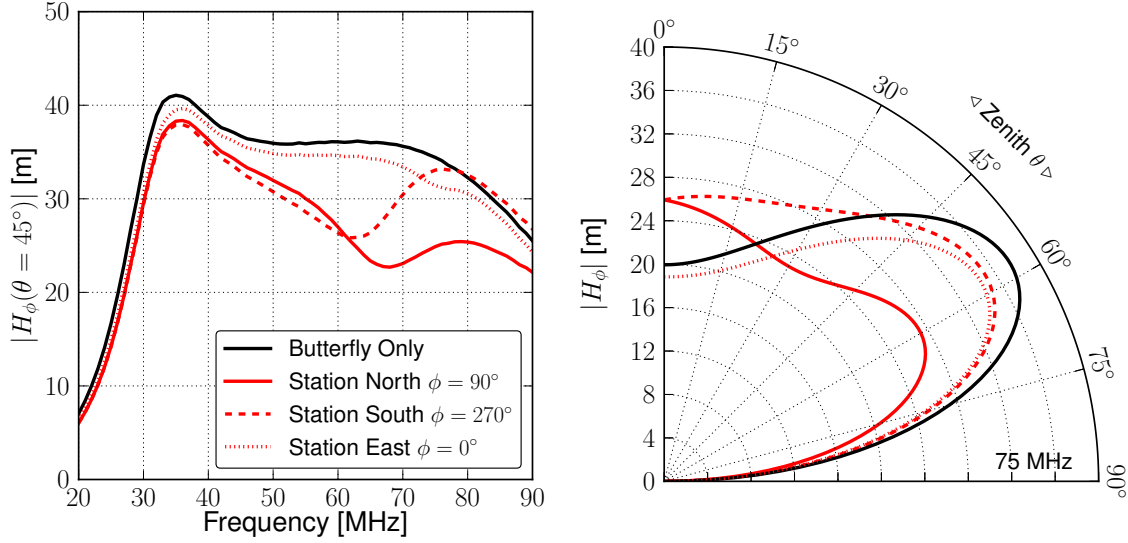 |H_ϕ(θ = 45°)| [m]
50
40
30
20
10
0
20 30 40 50 60 70 80 90
Frequency [MHz]
Butterfly Only
Station North ϕ = 90°
Station South ϕ = 270°
Station East ϕ = 0°
|H_ϕ| [m]
40
36
32
28
24
20
16
12
8
4
0
0°
15°
30°
45°
60°
75°
90°
◁ Zenith θ ▷
75 MHz